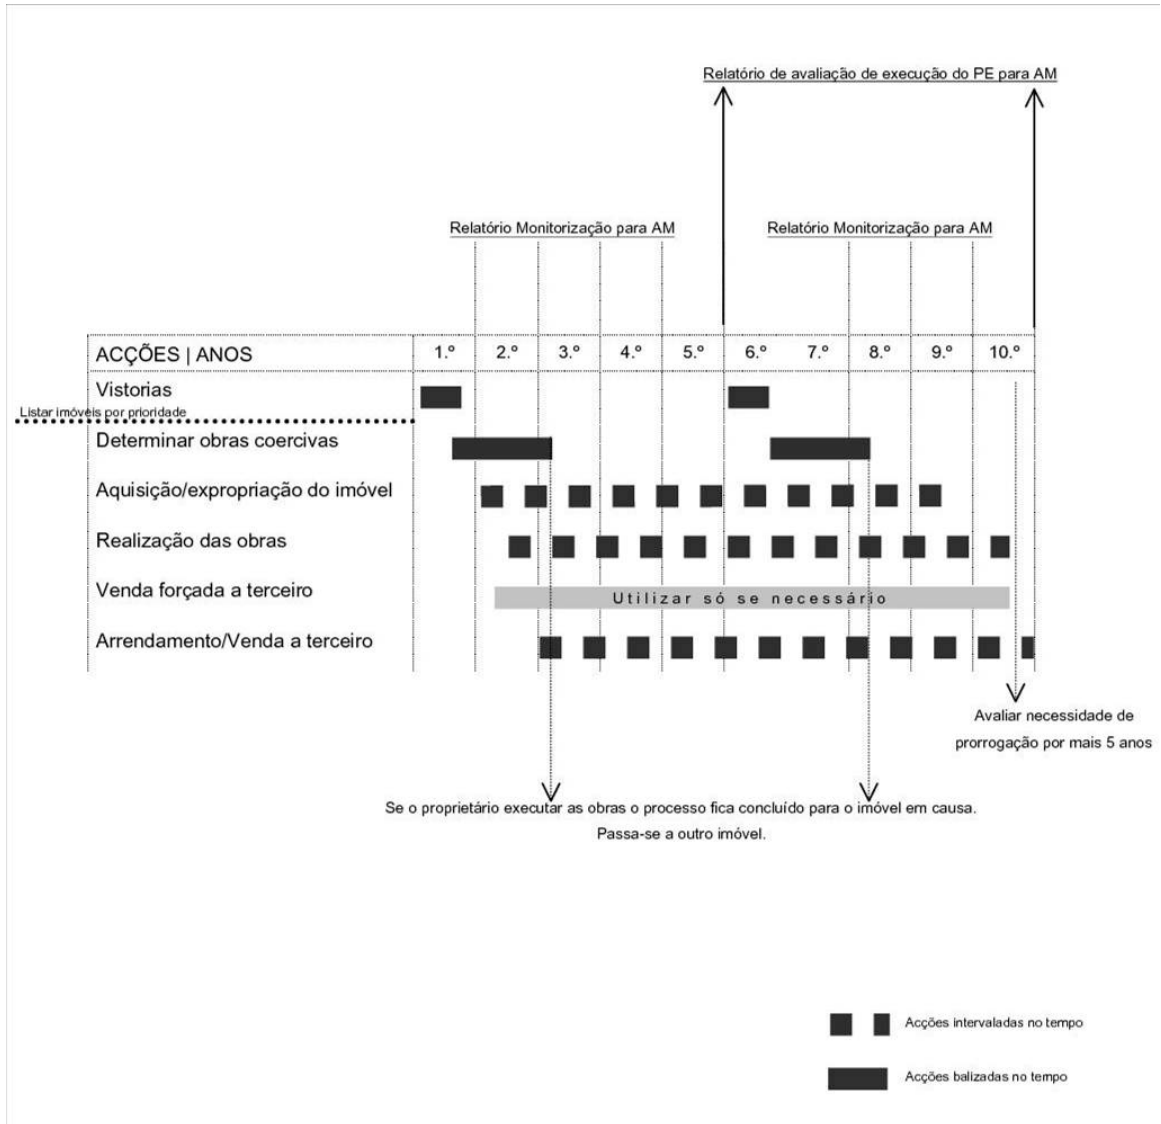 Relatório de avaliação de execução do PE para AM
Relatório Monitorização para AM
Relatório Monitorização para AM
ACÇÕES | ANOS 1.º 2.º 3.º 4.º 5.º 6.º 7.º 8.º 9.º 10.º
Vistorias
Listar imóveis por prioridade
Determinar obras coercivas
Aquisição/expropriação do imóvel
Realização das obras
Venda forçada a terceiro
Utilizar só se necessário
Arrendamento/Venda a terceiro
Avaliar necessidade de
prorrogação por mais 5 anos
Se o proprietário executar as obras o processo fica concluído para o imóvel em causa.
Passa-se a outro imóvel.
Acções intervaladas no tempo
Acções balizadas no tempo